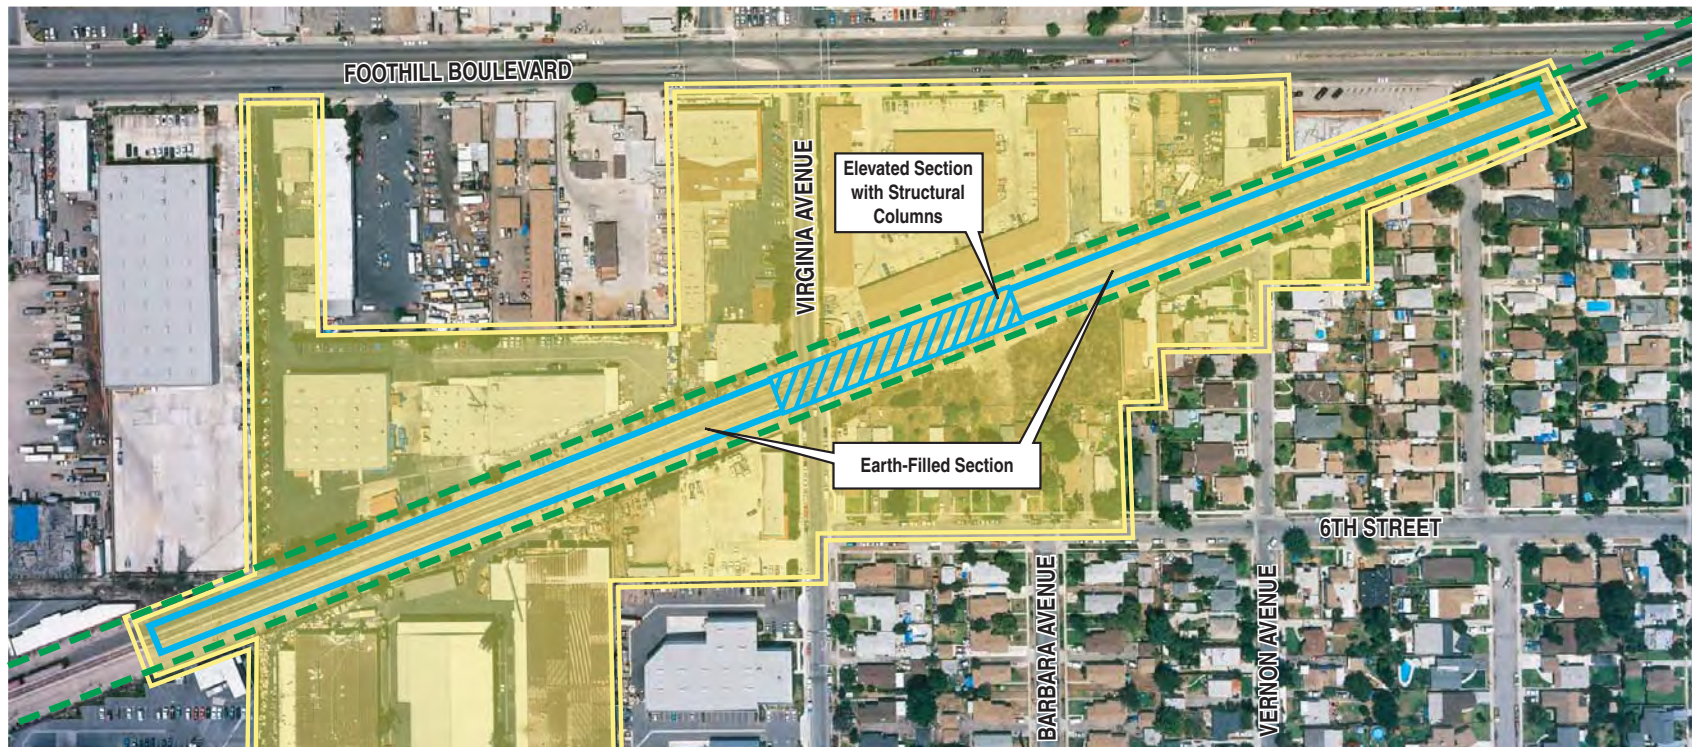 FOOTHILL BOULEVARD
VIRGINIA AVENUE
Elevated Section
with Structural
Columns
Earth-Filled Section
6TH STREET
BARBARA AVENUE
VERNON AVENUE